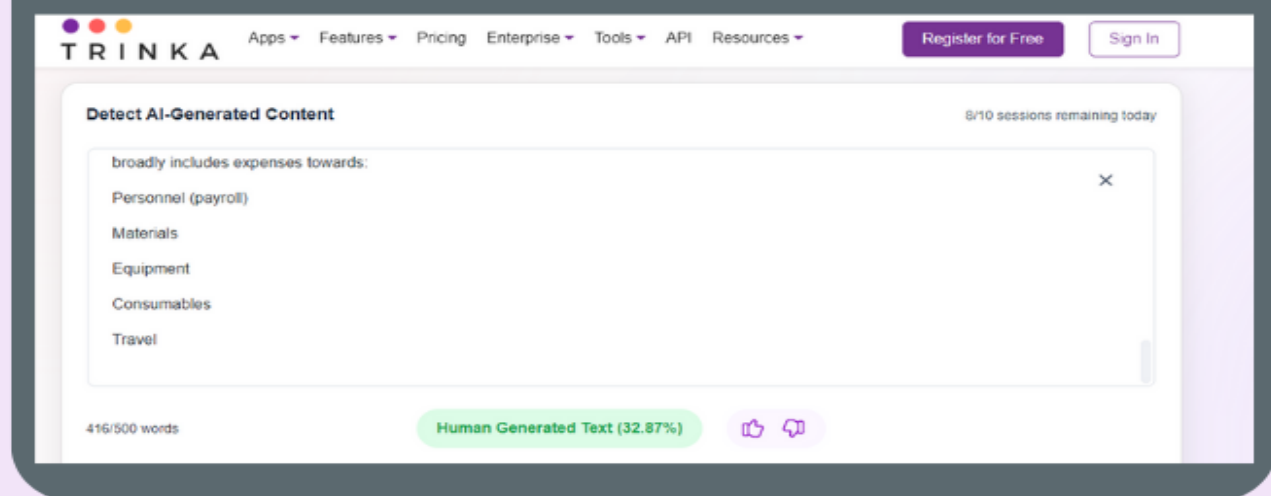 TRINKA
Apps Features Pricing Enterprise Tools API Resources Register for Free Sign In
Detect AI-Generated Content 8/10 sessions remaining today
broadly includes expenses towards:
Personnel (payroll)
Materials
Equipment
Consumables
Travel
416/500 words Human Generated Text (32.87%)